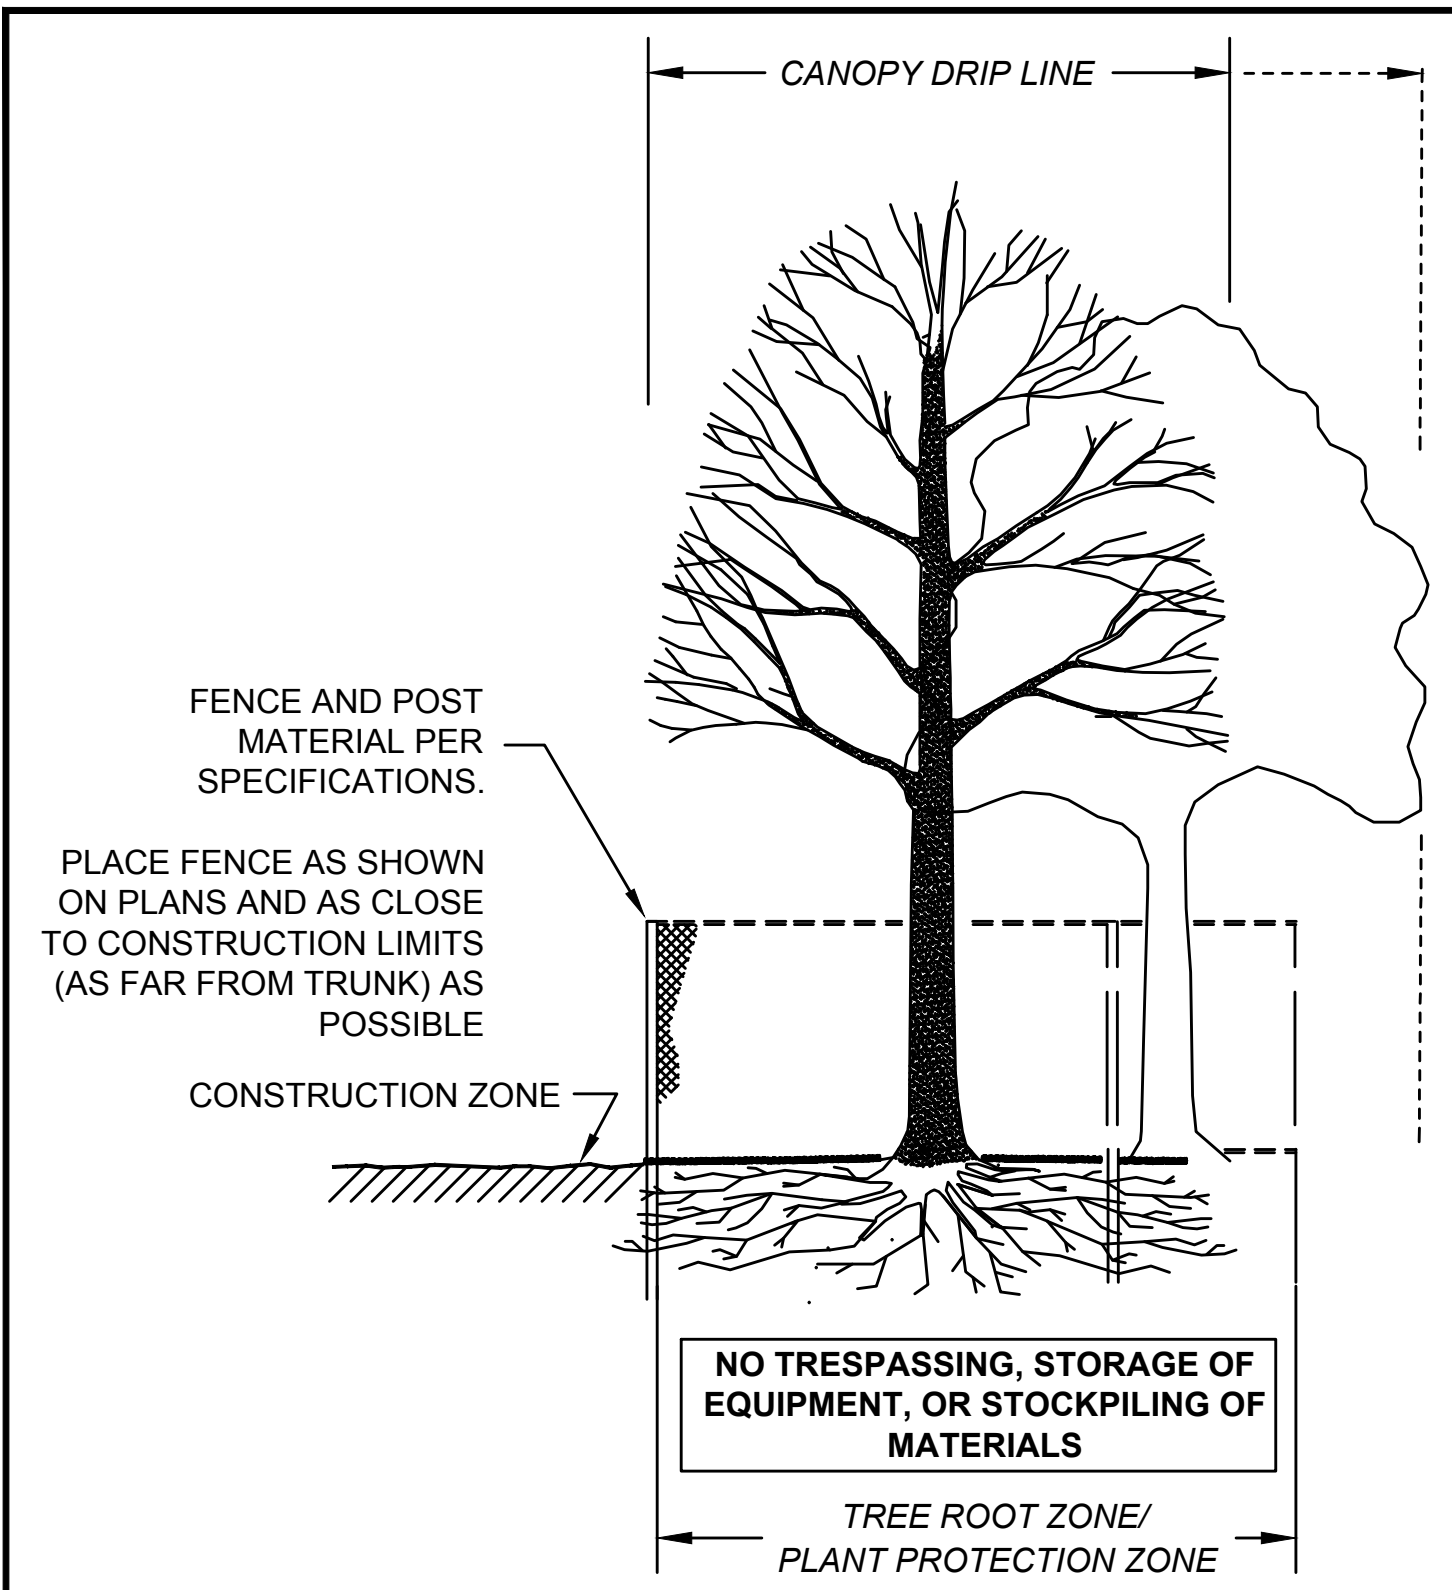 CANOPY DRIP LINE
FENCE AND POST
MATERIAL PER
SPECIFICATIONS.
PLACE FENCE AS SHOWN
ON PLANS AND AS CLOSE
TO CONSTRUCTION LIMITS
(AS FAR FROM TRUNK) AS
POSSIBLE
CONSTRUCTION ZONE
NO TRESPASSING, STORAGE OF
EQUIPMENT, OR STOCKPILING OF
MATERIALS
TREE ROOT ZONE/
PLANT PROTECTION ZONE